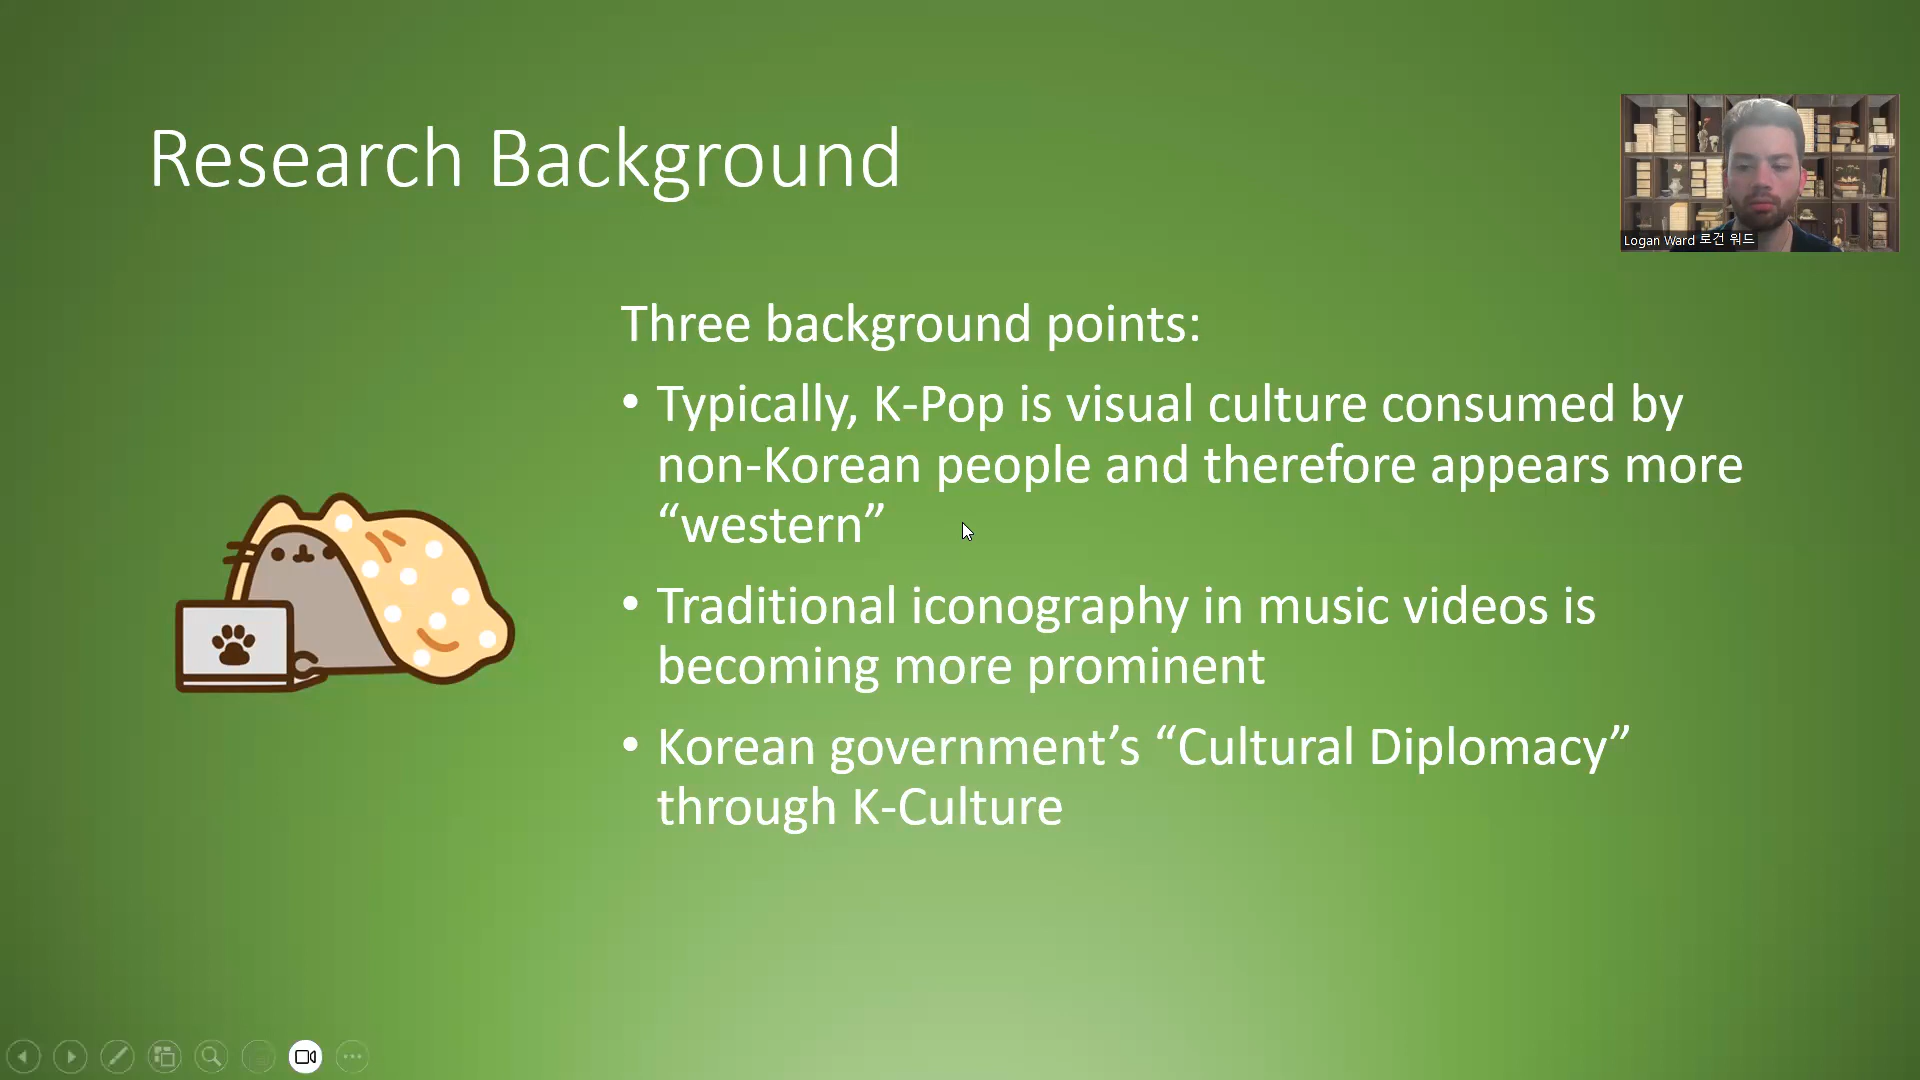 Research Background
Logan Ward 로건 워드
Three background points:
• Typically, K-Pop is visual culture consumed by
non-Korean people and therefore appears more
“western”
• Traditional iconography in music videos is
becoming more prominent
• Korean government’s “Cultural Diplomacy”
through K-Culture